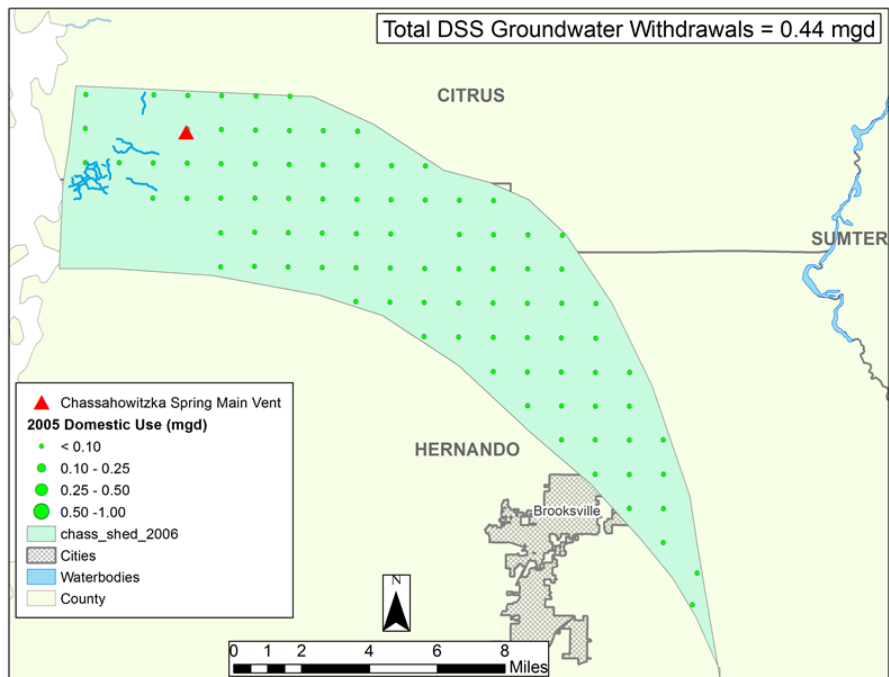 Total DSS Groundwater Withdrawals = 0.44 mgd
CITRUS
SUMTER
HERNANDO
Brooksville
Chassahowitzka Spring Main Vent
2005 Domestic Use (mgd)
< 0.10
0.10 - 0.25
0.25 - 0.50
0.50 -1.00
chass_shed_2006
Cities
Waterbodies
County
N
0 2 4 6 8
Miles